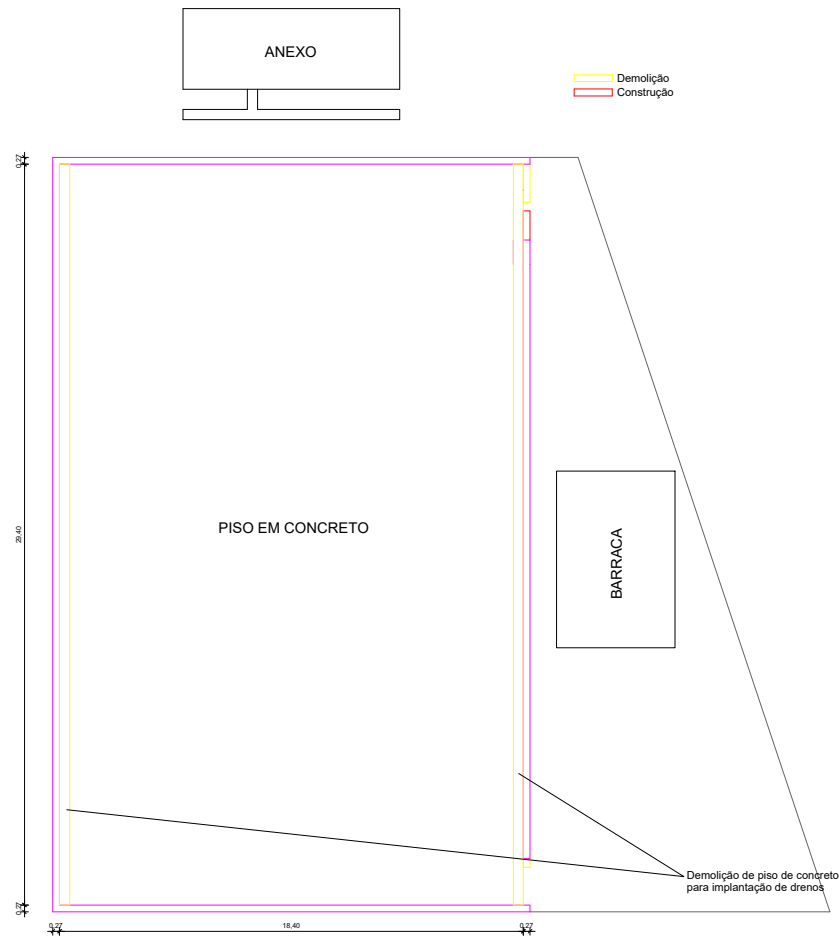 ANEXO
Demolição
Construção
0,27
29,40
PISO EM CONCRETO
BARRACA
Demolição de piso de concreto
para implantação de drenos
0,27
0,27
18,40
0,27